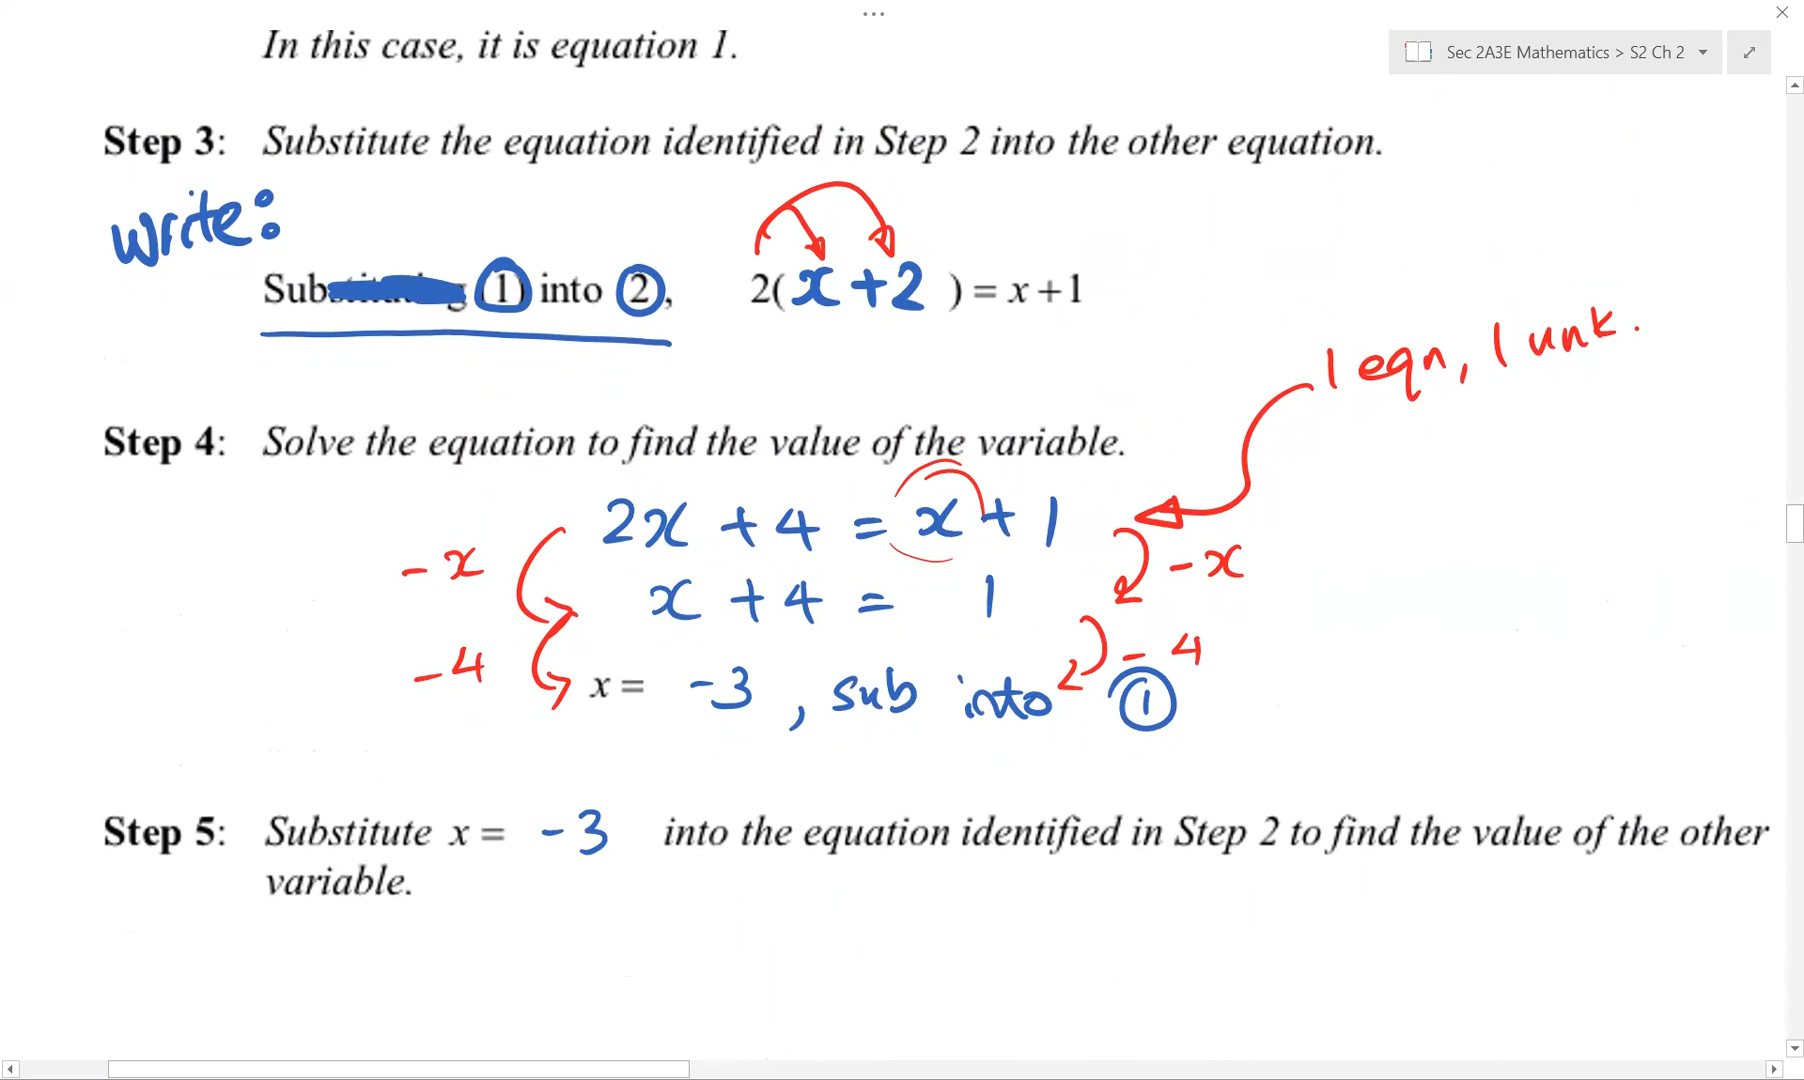 In this case, it is equation 1.
Sec 2A3E Mathematics > S2 Ch 2
Step 3: Substitute the equation identified in Step 2 into the other equation.
write:
Sub (1) into (2), 2(x + 2) = x + 1
1 eqn, 1 unk.
Step 4: Solve the equation to find the value of the variable.
2x + 4 = x + 1
-x -x
x + 4 = 1
-4 -4
x = -3, sub into ①
Step 5: Substitute x = -3 into the equation identified in Step 2 to find the value of the other
variable.